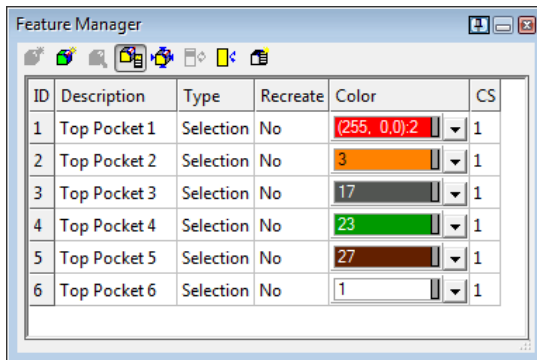 Feature Manager
ID Description Type Recreate Color CS
1 Top Pocket 1 Selection No (255, 0,0):2 1
2 Top Pocket 2 Selection No 3 1
3 Top Pocket 3 Selection No 17 1
4 Top Pocket 4 Selection No 23 1
5 Top Pocket 5 Selection No 27 1
6 Top Pocket 6 Selection No 1 1